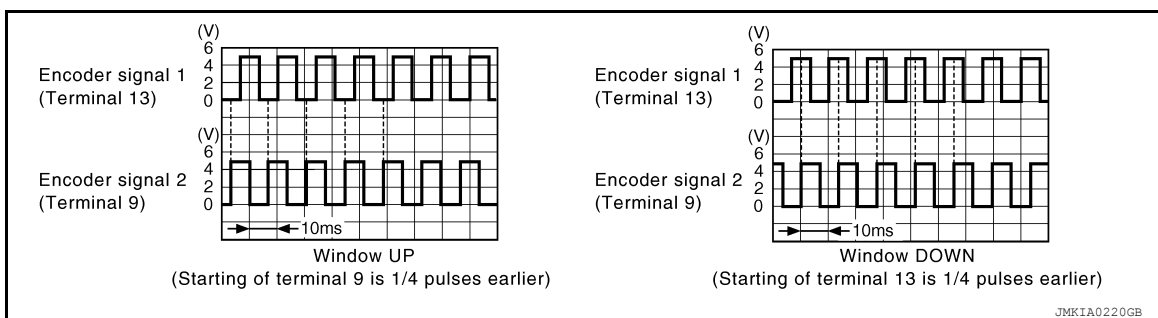 (V)
6
4
2
0
Encoder signal 1
(Terminal 13)
(V)
6
4
2
0
Encoder signal 2
(Terminal 9)
10ms
Window UP
(Starting of terminal 9 is 1/4 pulses earlier)
(V)
6
4
2
0
Encoder signal 1
(Terminal 13)
(V)
6
4
2
0
Encoder signal 2
(Terminal 9)
10ms
Window DOWN
(Starting of terminal 13 is 1/4 pulses earlier)
JMKIA0220GB